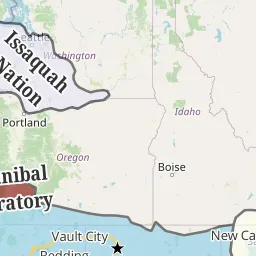 Seattle
Issaquah
Nation
Washington
Portland
Idaho
Oregon
Boise
nibal
ratory
Vault City
Redding
New Ca